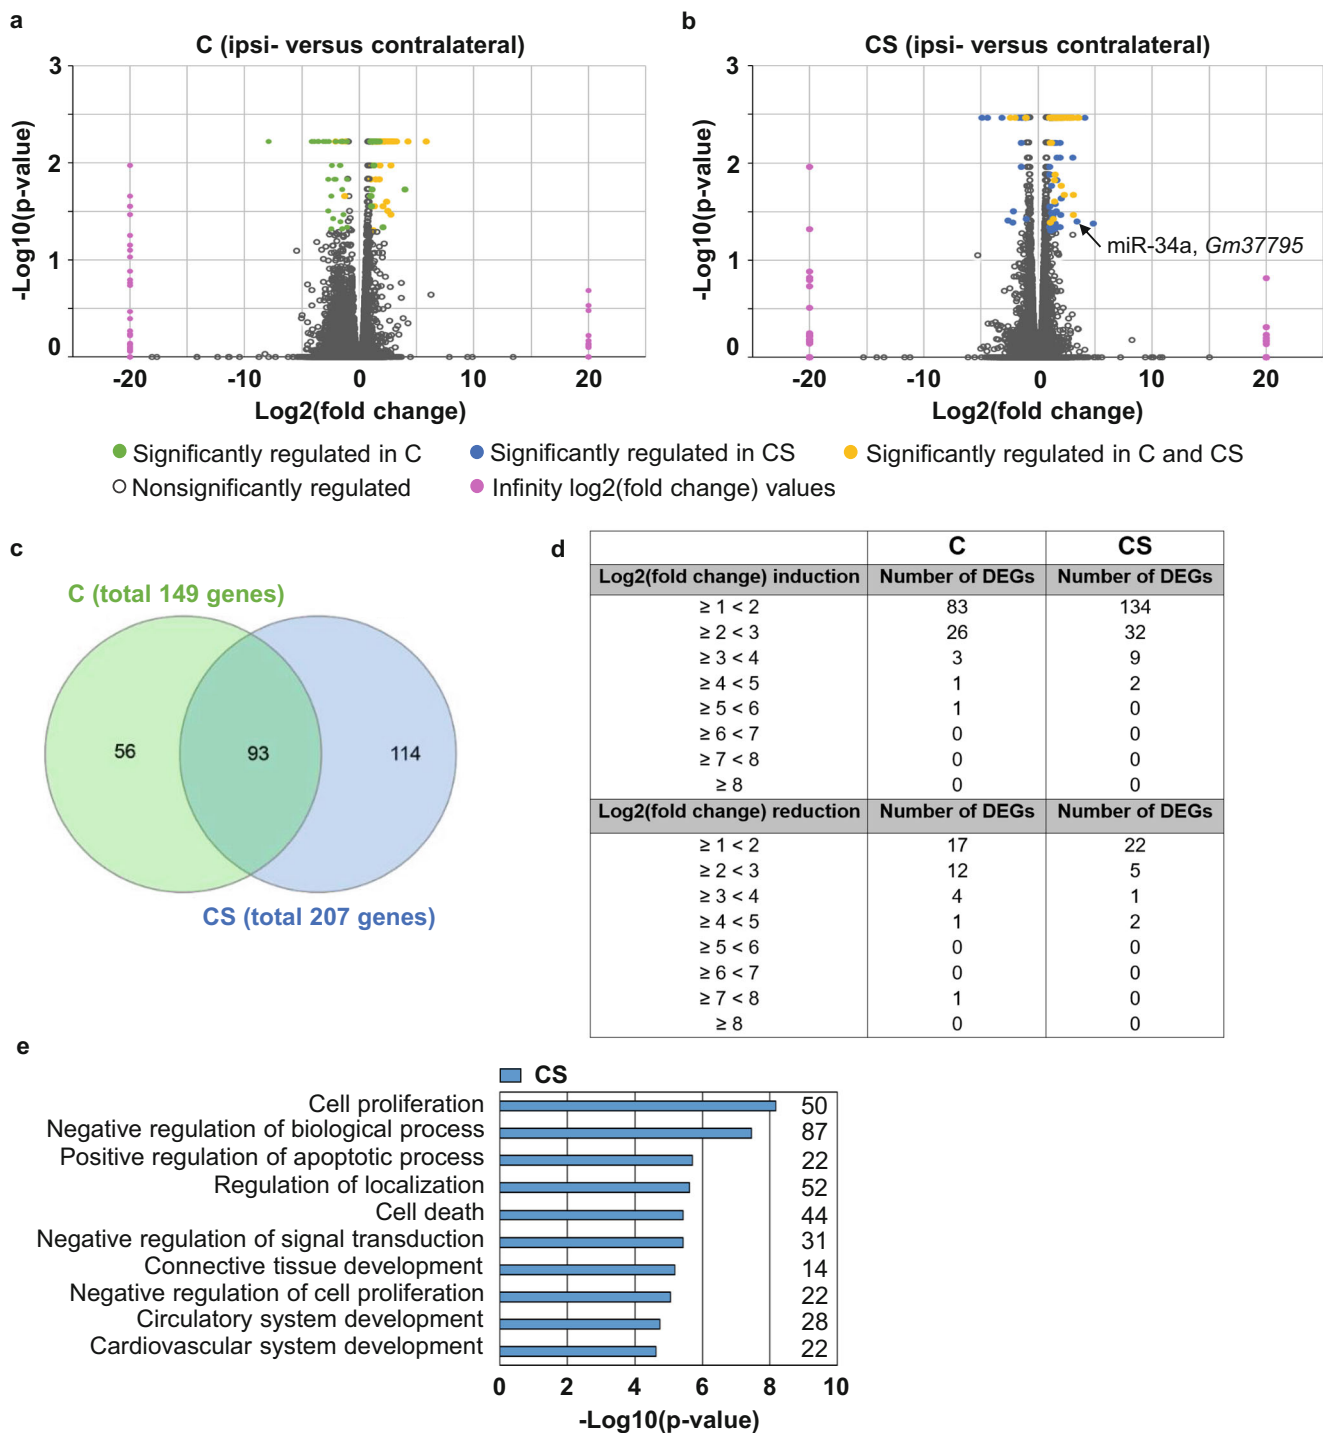 a
C (ipsi- versus contralateral)
3
2
1
0
-Log10(p-value)
-20
-10
0
10
20
Log2(fold change)
b
CS (ipsi- versus contralateral)
3
2
1
0
-Log10(p-value)
miR-34a, Gm37795
-20
-10
0
10
20
Log2(fold change)
Significantly regulated in C
Significantly regulated in CS
Significantly regulated in C and CS
Nonsignificantly regulated
Infinity log2(fold change) values
c
C (total 149 genes)
56
93
114
CS (total 207 genes)
d
C CS
Log2(fold change) induction Number of DEGs Number of DEGs
≥ 1 < 2 83 134
≥ 2 < 3 26 32
≥ 3 < 4 3 9
≥ 4 < 5 1 2
≥ 5 < 6 1 0
≥ 6 < 7 0 0
≥ 7 < 8 0 0
≥ 8 0 0
Log2(fold change) reduction Number of DEGs Number of DEGs
≥ 1 < 2 17 22
≥ 2 < 3 12 5
≥ 3 < 4 4 1
≥ 4 < 5 1 2
≥ 5 < 6 0 0
≥ 6 < 7 0 0
≥ 7 < 8 1 0
≥ 8 0 0
e
CS
Cell proliferation 50
Negative regulation of biological process 87
Positive regulation of apoptotic process 22
Regulation of localization 52
Cell death 44
Negative regulation of signal transduction 31
Connective tissue development 14
Negative regulation of cell proliferation 22
Circulatory system development 28
Cardiovascular system development 22
0 2 4 6 8 10
-Log10(p-value)